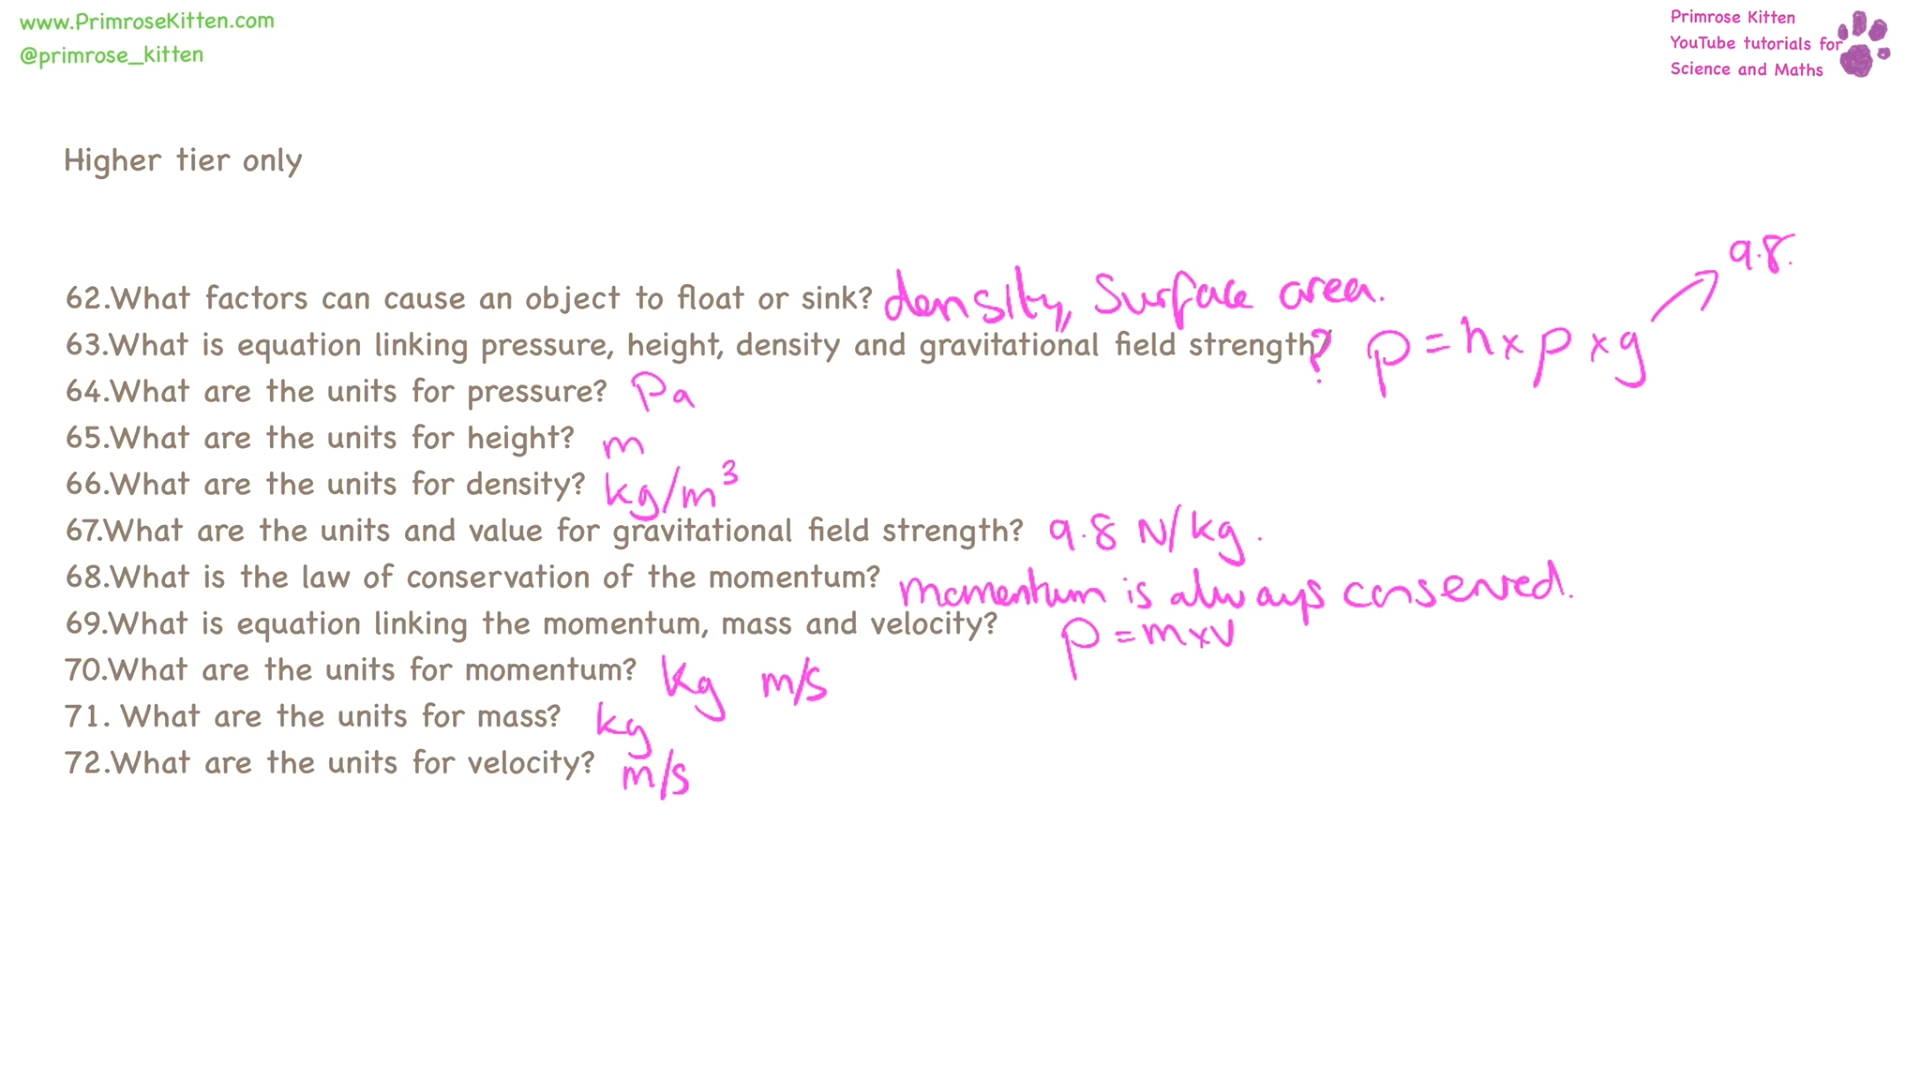 www.PrimroseKitten.com
@primrose_kitten
Primrose Kitten
YouTube tutorials for
Science and Maths
Higher tier only
9.8.
62.What factors can cause an object to float or sink? density, Surface area.
63.What is equation linking pressure, height, density and gravitational field strength? p = h x ρ x g
64.What are the units for pressure? Pa
65.What are the units for height? m
66.What are the units for density? kg/m³
67.What are the units and value for gravitational field strength? 9.8 N/kg.
68.What is the law of conservation of the momentum? momentum is always conserved.
69.What is equation linking the momentum, mass and velocity? p = m x v
70.What are the units for momentum? kg m/s
71. What are the units for mass? kg
72.What are the units for velocity? m/s